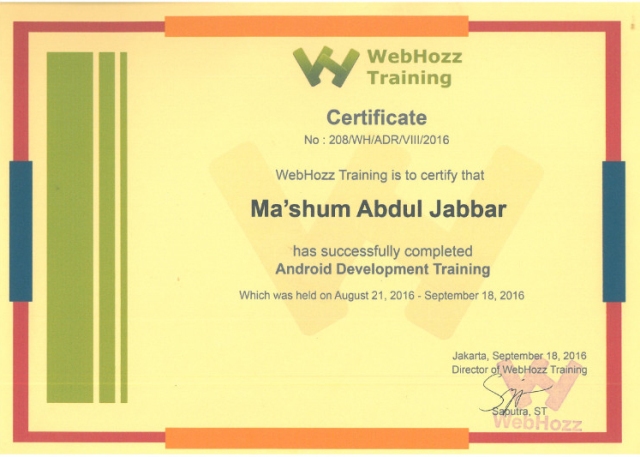 WebHozz
Training
Certificate
No : 208/WH/ADR/VIII/2016
WebHozz Training is to certify that
Ma'shum Abdul Jabbar
has successfully completed
Android Development Training
Which was held on August 21, 2016 - September 18, 2016
Jakarta, September 18, 2016
Director of WebHozz Training
Saputra, ST
WebHozz